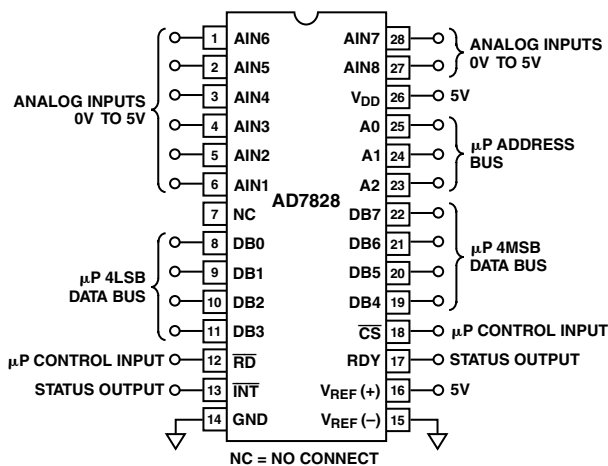 1 AIN6 AIN7 28
2 AIN5 AIN8 27
3 AIN4 VDD 26 5V
4 AIN3 A0 25
5 AIN2 A1 24
6 AIN1 A2 23
7 NC DB7 22
8 DB0 DB6 21
9 DB1 DB5 20
10 DB2 DB4 19
11 DB3 C̅S̅ 18 µP CONTROL INPUT
µP CONTROL INPUT 12 R̅D̅ RDY 17 STATUS OUTPUT
STATUS OUTPUT 13 I̅N̅T̅ VREF (+) 16 5V
14 GND VREF (–) 15
AD7828
ANALOG INPUTS
0V TO 5V
µP 4LSB
DATA BUS
ANALOG INPUTS
0V TO 5V
µP ADDRESS
BUS
µP 4MSB
DATA BUS
NC = NO CONNECT